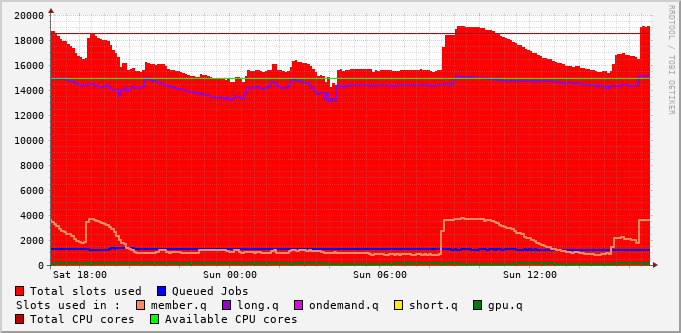 20000
18000
16000
14000
12000
10000
8000
6000
4000
2000
0
Sat 18:00 Sun 00:00 Sun 06:00 Sun 12:00
RRDTOOL / TOBI OETIKER
Total slots used Queued Jobs
Slots used in : member.q long.q ondemand.q short.q gpu.q
Total CPU cores Available CPU cores